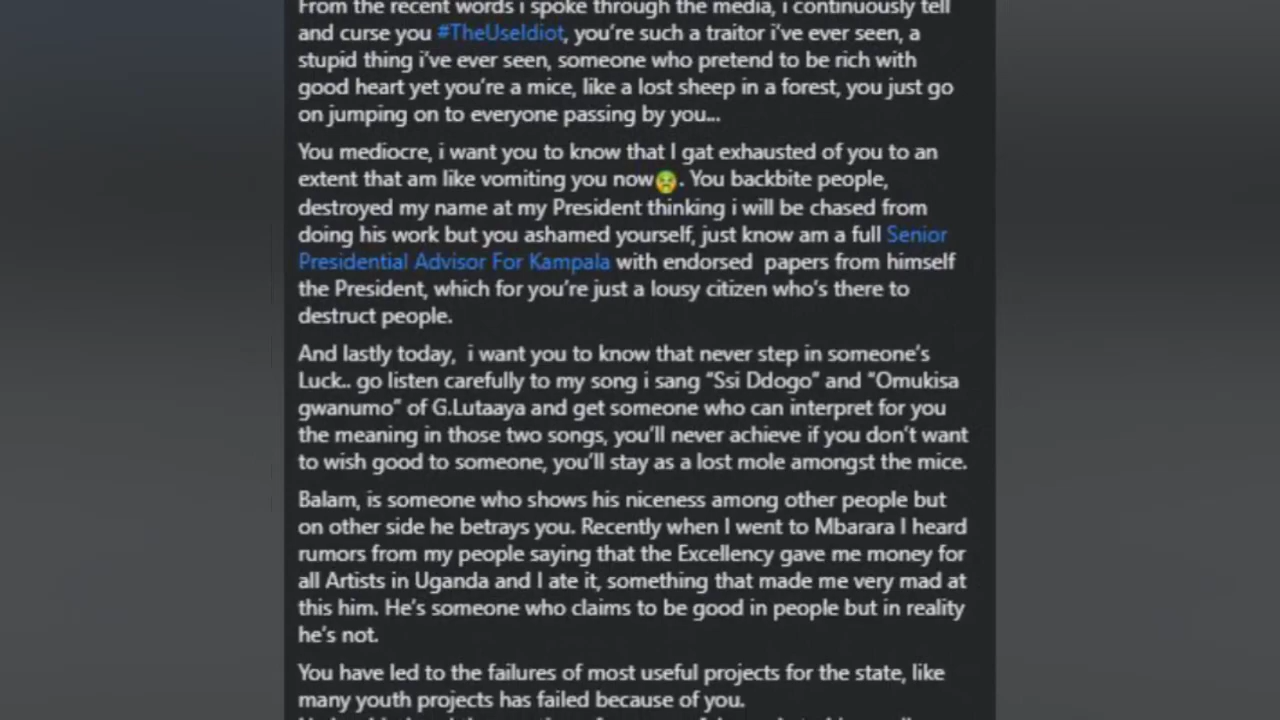 From the recent words i spoke through the media, i continuously tell
and curse you #TheUseIdiot, you're such a traitor i've ever seen, a
stupid thing i've ever seen, someone who pretend to be rich with
good heart yet you're a mice, like a lost sheep in a forest, you just go
on jumping on to everyone passing by you...
You mediocre, i want you to know that I gat exhausted of you to an
extent that am like vomiting you now🤢. You backbite people,
destroyed my name at my President thinking i will be chased from
doing his work but you ashamed yourself, just know am a full Senior
Presidential Advisor For Kampala with endorsed papers from himself
the President, which for you're just a lousy citizen who's there to
destruct people.
And lastly today, i want you to know that never step in someone's
Luck.. go listen carefully to my song i sang "Ssi Ddogo" and "Omukisa
gwanumo" of G.Lutaaya and get someone who can interpret for you
the meaning in those two songs, you'll never achieve if you don't want
to wish good to someone, you'll stay as a lost mole amongst the mice.
Balam, is someone who shows his niceness among other people but
on other side he betrays you. Recently when I went to Mbarara I heard
rumors from my people saying that the Excellency gave me money for
all Artists in Uganda and I ate it, something that made me very mad at
this him. He's someone who claims to be good in people but in reality
he's not.
You have led to the failures of most useful projects for the state, like
many youth projects has failed because of you.